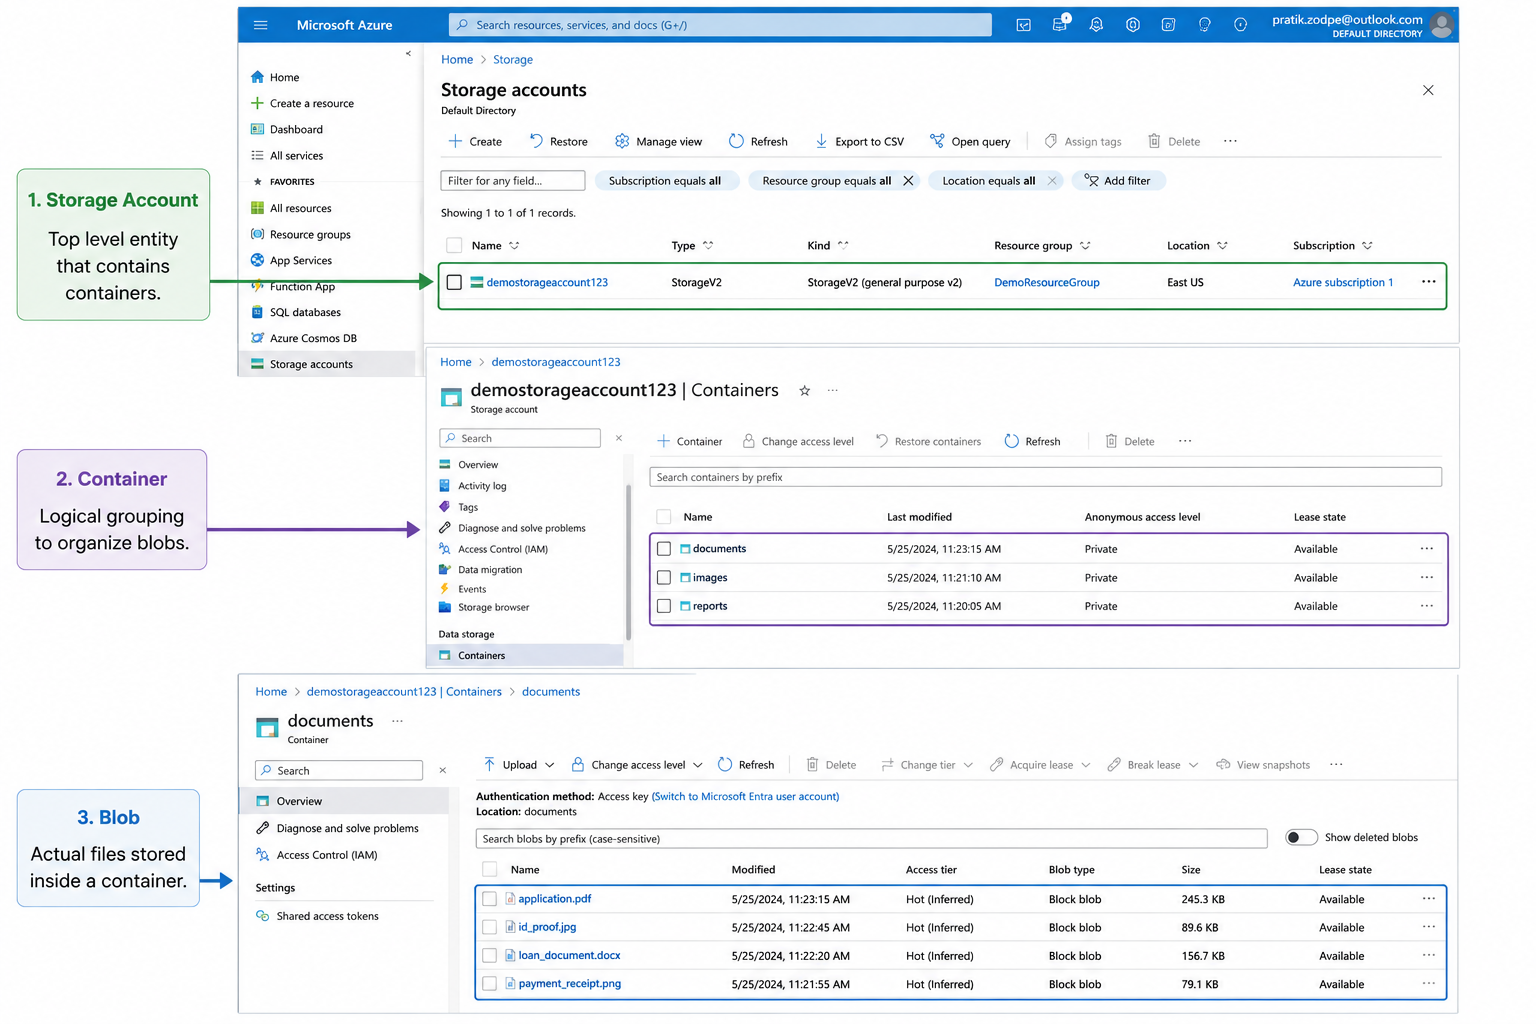 Microsoft Azure
Search resources, services, and docs (G+/)
pratik.zodpe@outlook.com
DEFAULT DIRECTORY
Home
Create a resource
Dashboard
All services
FAVORITES
All resources
Resource groups
App Services
Function App
SQL databases
Azure Cosmos DB
Storage accounts
Home > Storage
Storage accounts
Default Directory
Create Restore Manage view Refresh Export to CSV Open query Assign tags Delete ...
Filter for any field... Subscription equals all Resource group equals all Location equals all Add filter
Showing 1 to 1 of 1 records.
Name Type Kind Resource group Location Subscription
demostorageaccount123 StorageV2 StorageV2 (general purpose v2) DemoResourceGroup East US Azure subscription 1 ...
1. Storage Account
Top level entity
that contains
containers.
Home > demostorageaccount123
demostorageaccount123 | Containers ...
Storage account
Search
Overview
Activity log
Tags
Diagnose and solve problems
Access Control (IAM)
Data migration
Events
Storage browser
Data storage
Containers
Container Change access level Restore containers Refresh Delete ...
Search containers by prefix
Name Last modified Anonymous access level Lease state
documents 5/25/2024, 11:23:15 AM Private Available ...
images 5/25/2024, 11:21:10 AM Private Available ...
reports 5/25/2024, 11:20:05 AM Private Available ...
2. Container
Logical grouping
to organize blobs.
Home > demostorageaccount123 | Containers > documents
documents ...
Container
Search
Overview
Diagnose and solve problems
Access Control (IAM)
Settings
Shared access tokens
Upload Change access level Refresh Delete Change tier Acquire lease Break lease View snapshots ...
Authentication method: Access key (Switch to Microsoft Entra user account)
Location: documents
Search blobs by prefix (case-sensitive)
Show deleted blobs
Name Modified Access tier Blob type Size Lease state
application.pdf 5/25/2024, 11:23:15 AM Hot (Inferred) Block blob 245.3 KB Available ...
id_proof.jpg 5/25/2024, 11:22:45 AM Hot (Inferred) Block blob 89.6 KB Available ...
loan_document.docx 5/25/2024, 11:22:20 AM Hot (Inferred) Block blob 156.7 KB Available ...
payment_receipt.png 5/25/2024, 11:21:55 AM Hot (Inferred) Block blob 79.1 KB Available ...
3. Blob
Actual files stored
inside a container.